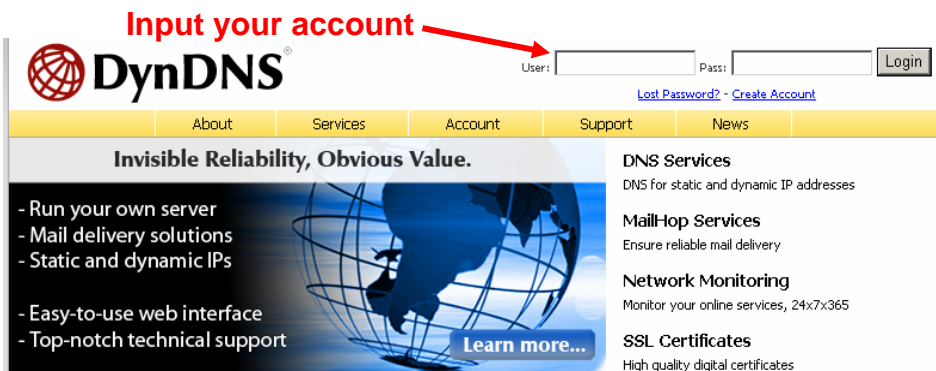 Input your account
DynDNS®
User:
Pass:
Login
Lost Password? - Create Account
About Services Account Support News
Invisible Reliability, Obvious Value.
- Run your own server
- Mail delivery solutions
- Static and dynamic IPs
- Easy-to-use web interface
- Top-notch technical support
Learn more...
DNS Services
DNS for static and dynamic IP addresses
MailHop Services
Ensure reliable mail delivery
Network Monitoring
Monitor your online services, 24x7x365
SSL Certificates
High quality digital certificates